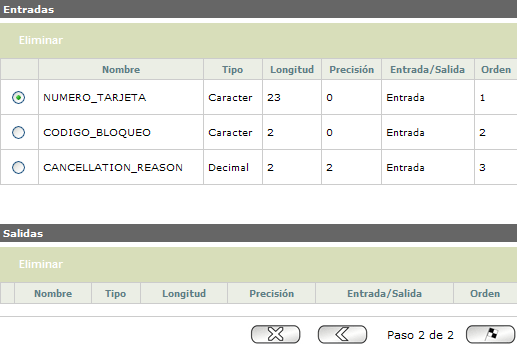 Entradas
Eliminar
Nombre Tipo Longitud Precisión Entrada/Salida Orden
NUMERO_TARJETA Caracter 23 0 Entrada 1
CODIGO_BLOQUEO Caracter 2 0 Entrada 2
CANCELLATION_REASON Decimal 2 2 Entrada 3
Salidas
Eliminar
Nombre Tipo Longitud Precisión Entrada/Salida Orden
Paso 2 de 2